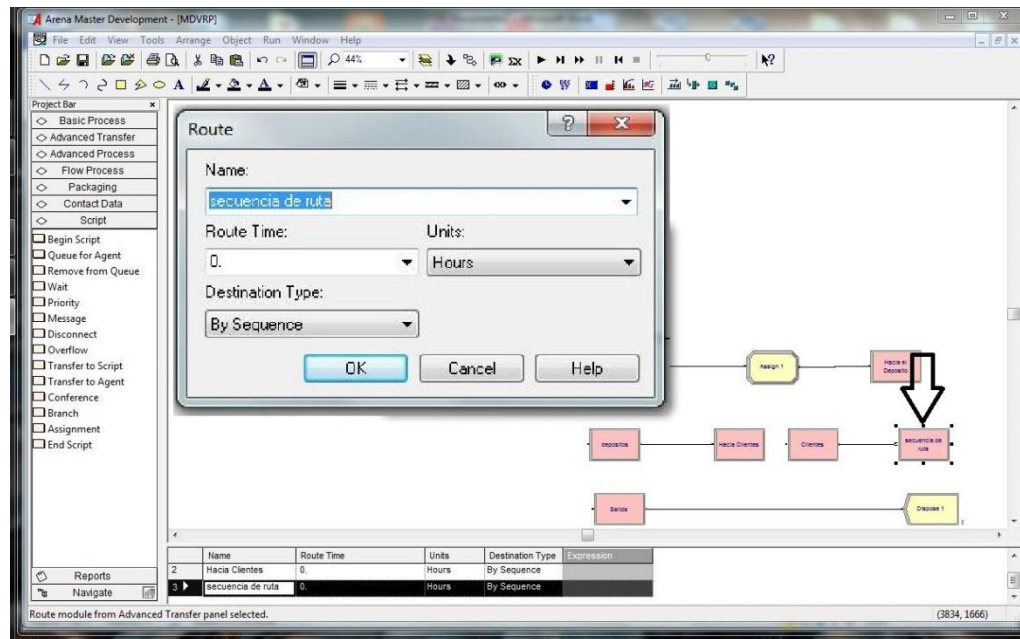 Arena Master Development - [MDVRP]
File Edit View Tools Arrange Object Run Window Help
44%
Project Bar
Basic Process
Advanced Transfer
Advanced Process
Flow Process
Packaging
Contact Data
Script
Begin Script
Queue for Agent
Remove from Queue
Wait
Priority
Message
Disconnect
Overflow
Transfer to Script
Transfer to Agent
Conference
Branch
Assignment
End Script
Reports
Navigate
Route
Name:
secuencia de ruta
Route Time: Units:
0. Hours
Destination Type:
By Sequence
OK Cancel Help
Assign 1
Hacia el
Deposito
depositos
Hacia Clientes
Clientes
secuencia de
ruta
Salida
Dispose 1
Name Route Time Units Destination Type Expression
2 Hacia Clientes 0. Hours By Sequence
3 secuencia de ruta 0. Hours By Sequence
Route module from Advanced Transfer panel selected. (3834, 1666)